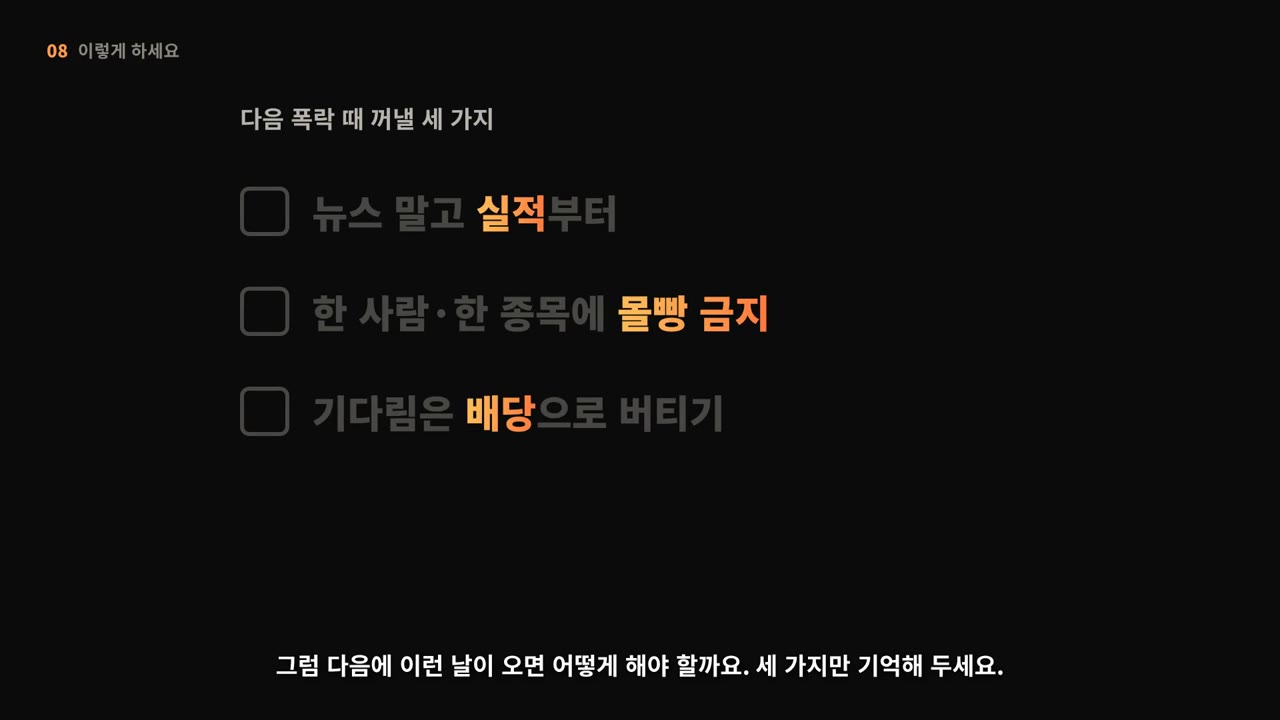 08 이렇게 하세요
다음 폭락 때 꺼낼 세 가지
뉴스 말고 실적부터
한 사람·한 종목에 몰빵 금지
기다림은 배당으로 버티기
그럼 다음에 이런 날이 오면 어떻게 해야 할까요. 세 가지만 기억해 두세요.